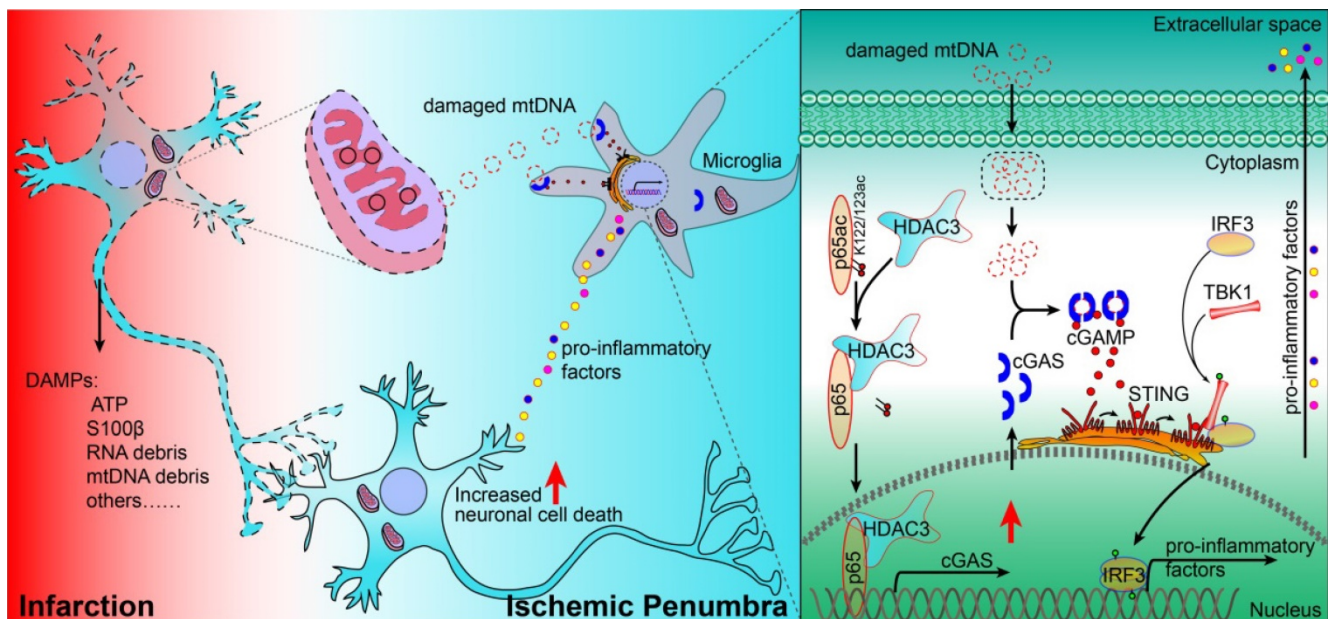 damaged mtDNA
Microglia
pro-inflammatory
factors
DAMPs:
ATP
S100β
RNA debris
mtDNA debris
others……
Increased
neuronal cell death
Infarction
Ischemic Penumbra
Extracellular space
damaged mtDNA
Cytoplasm
p65ac
K122/123ac
HDAC3
IRF3
TBK1
pro-inflammatory factors
HDAC3
p65
cGAMP
cGAS
STING
HDAC3
p65
cGAS
IRF3
pro-inflammatory
factors
Nucleus